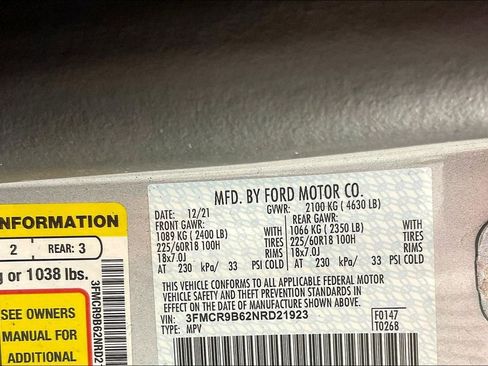 MFD. BY FORD MOTOR CO.
DATE: 12/21 GVWR: 2100 KG (4630 LB)
FRONT GAWR: REAR GAWR:
1089 KG (2400 LB) 1066 KG (2350 LB)
225/60R18 100H TIRES 225/60R18 100H TIRES
18x7.0J RIMS 18x7.0J RIMS
AT 230 kPa/ 33 PSI COLD AT 230 kPa/ 33 PSI COLD
THIS VEHICLE CONFORMS TO ALL APPLICABLE FEDERAL MOTOR
VEHICLE SAFETY, BUMPER, AND THEFT PREVENTION STANDARDS IN
EFFECT ON THE DATE OF MANUFACTURE SHOWN ABOVE.
VIN: 3FMCR9B62NRD21923 F0147
TYPE: MPV T0268
INFORMATION
2 REAR: 3
g or 1038 lbs.
SEE OWNERS
MANUAL FOR
ADDITIONAL
3FMCR9B62NRD2